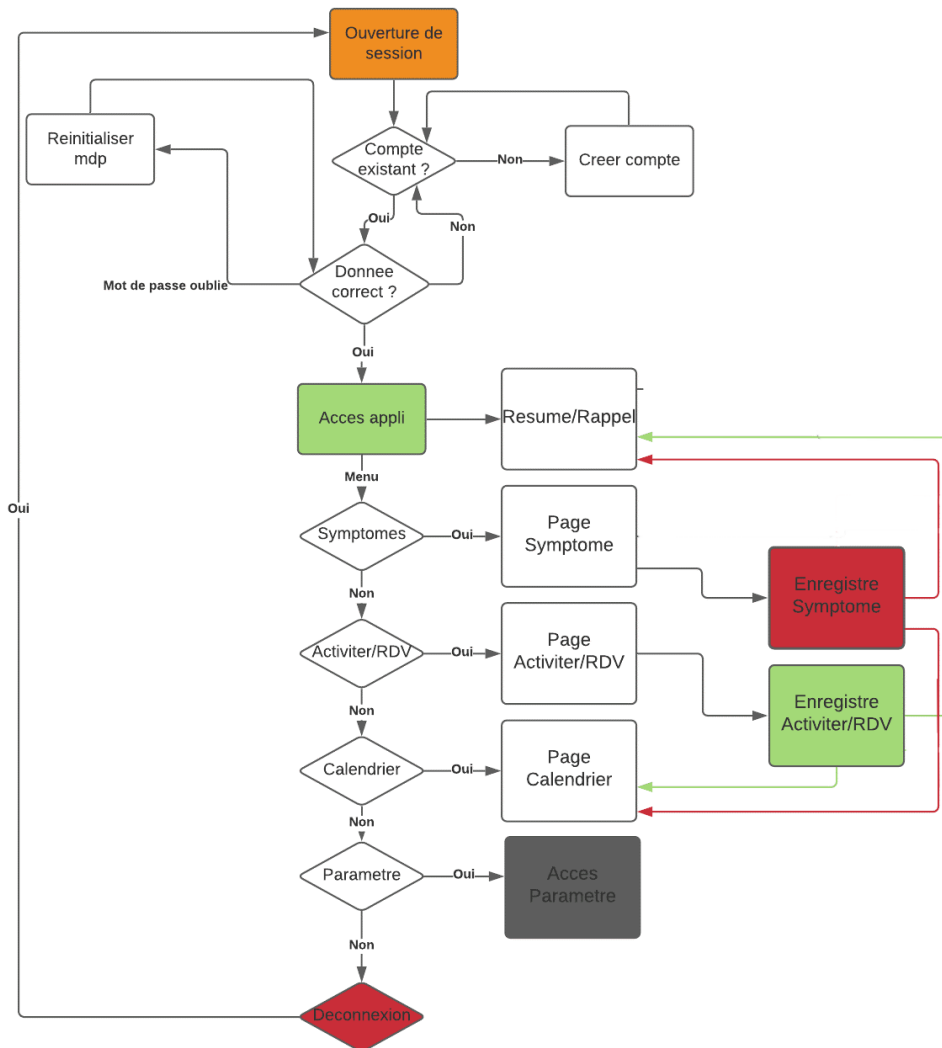 Ouverture de
session
Reinitialiser
mdp
Compte
existant ?
Non
Creer compte
Oui
Non
Donnee
correct ?
Mot de passe oublie
Oui
Acces appli
Resume/Rappel
Menu
Oui
Symptomes
Oui
Page
Symptome
Enregistre
Symptome
Non
Activiter/RDV
Oui
Page
Activiter/RDV
Enregistre
Activiter/RDV
Non
Calendrier
Oui
Page
Calendrier
Non
Parametre
Oui
Acces
Parametre
Non
Deconnexion